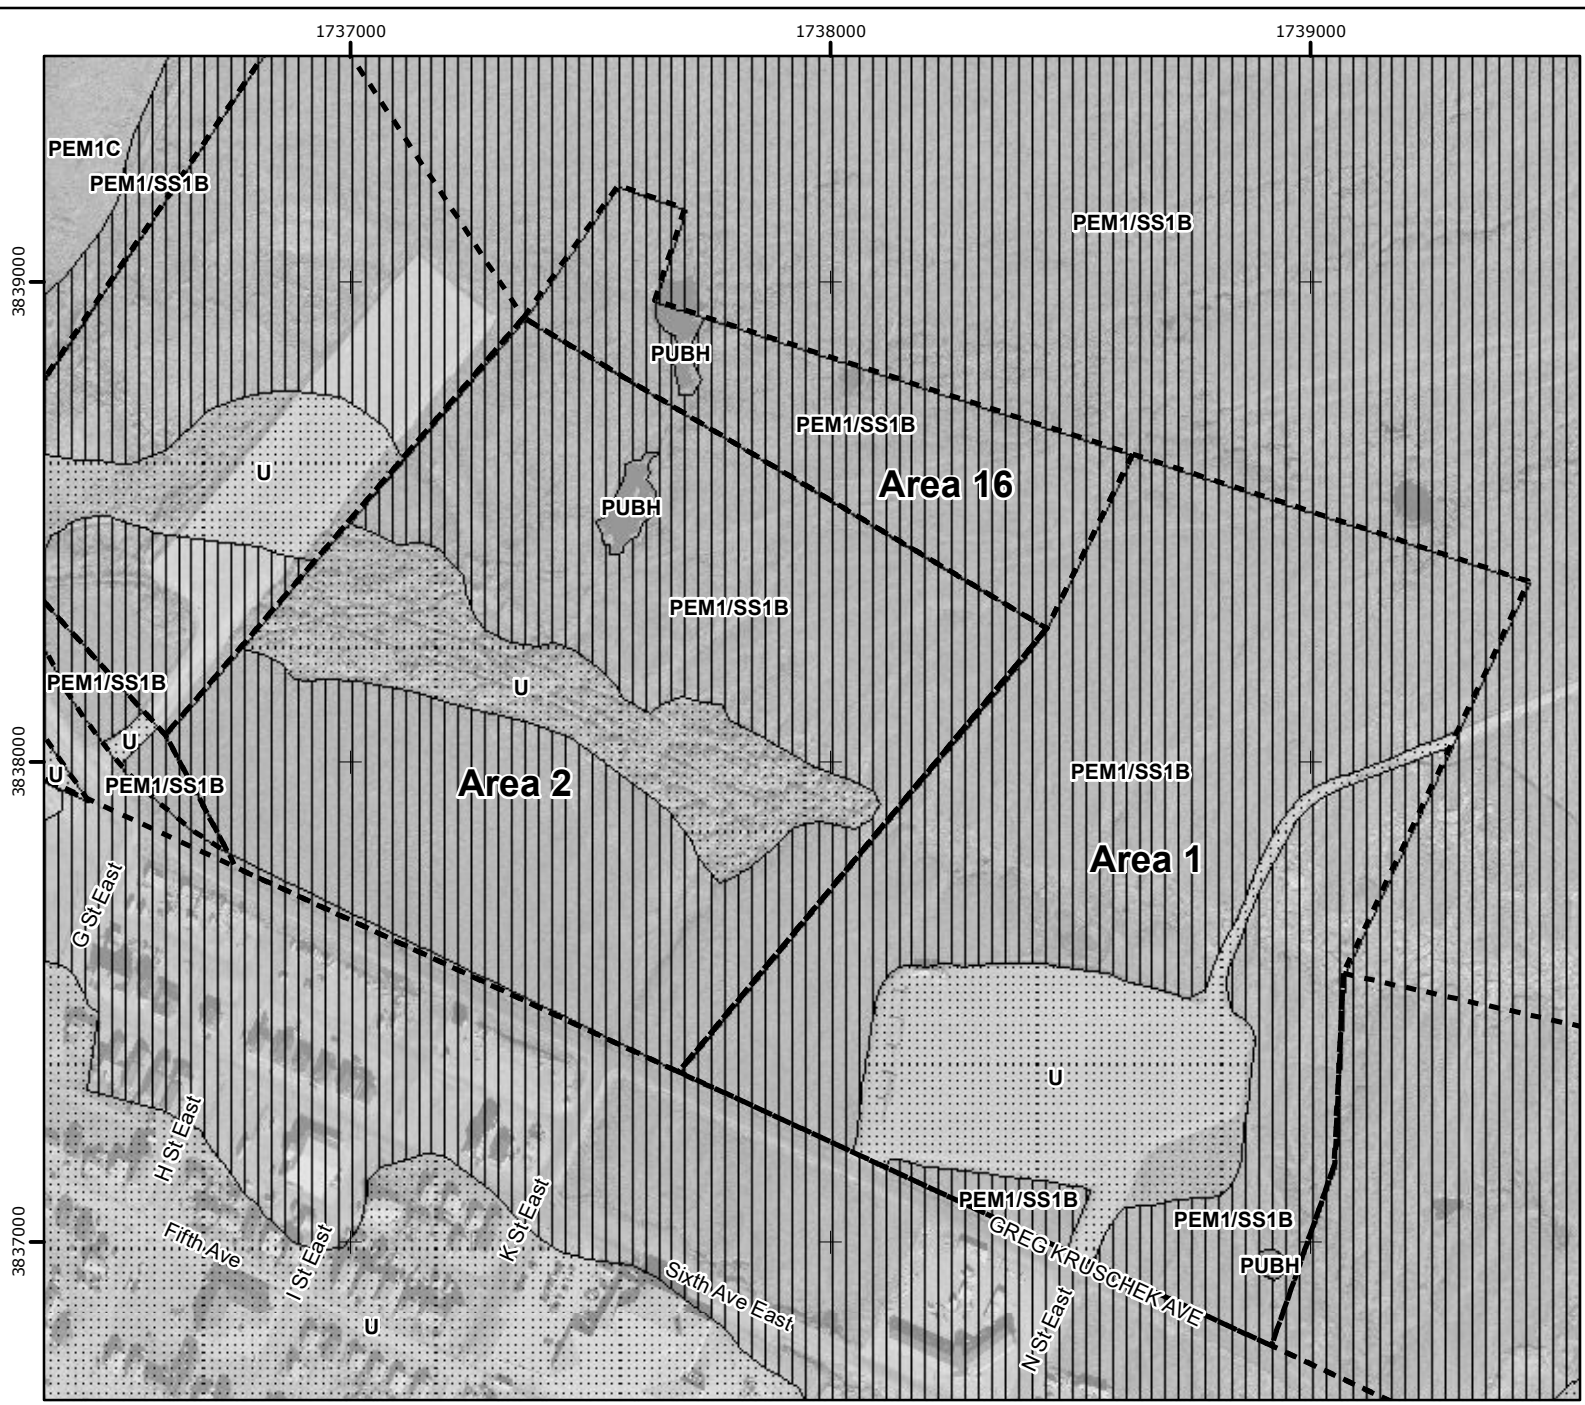 1737000 1738000 1739000
PEM1C
PEM1/SS1B
PEM1/SS1B
3839000
PUBH
PEM1/SS1B
U
Area 16
PUBH
PEM1/SS1B
PEM1/SS1B
U
U
3838000
U
PEM1/SS1B
Area 2
PEM1/SS1B
Area 1
G St East
U
H St East
PEM1/SS1B
PEM1/SS1B
3837000
Fifth Ave
I St East
K St East
GREG KRUSCHEK AVE
PUBH
Sixth Ave East
N St East
U